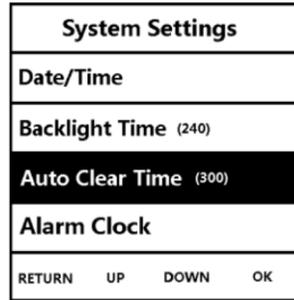 System Settings
Date/Time
Backlight Time (240)
Auto Clear Time (300)
Alarm Clock
RETURN UP DOWN OK